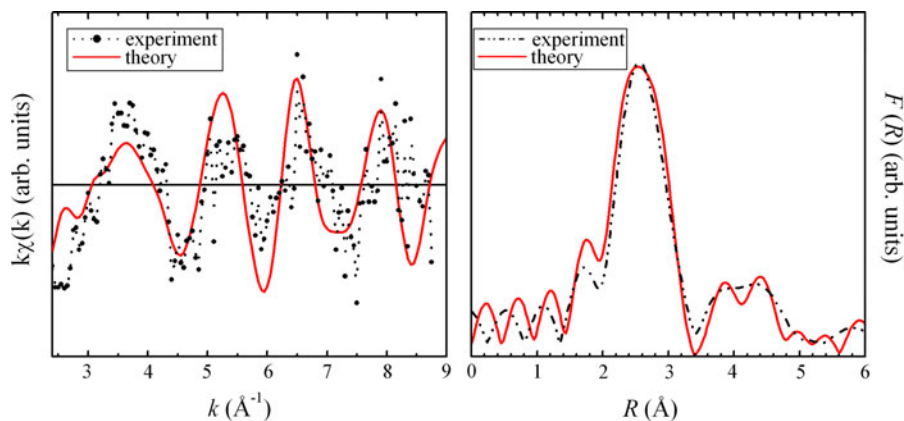 experiment
theory
kχ(k) (arb. units)
3 4 5 6 7 8 9
k (Å-1)
experiment
theory
F (R) (arb. units)
0 1 2 3 4 5 6
R (Å)